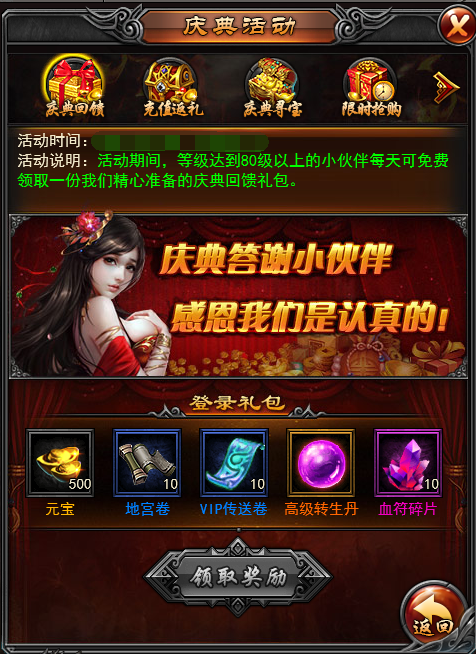 庆典活动
庆典回馈 充值返礼 庆典寻宝 限时抢购
活动时间：
活动说明：活动期间，等级达到80级以上的小伙伴每天可免费
领取一份我们精心准备的庆典回馈礼包。
庆典答谢小伙伴
感恩我们是认真的！
登录礼包
500 10 10 10
元宝 地宫卷 VIP传送卷 高级转生丹 血符碎片
领取奖励
返回